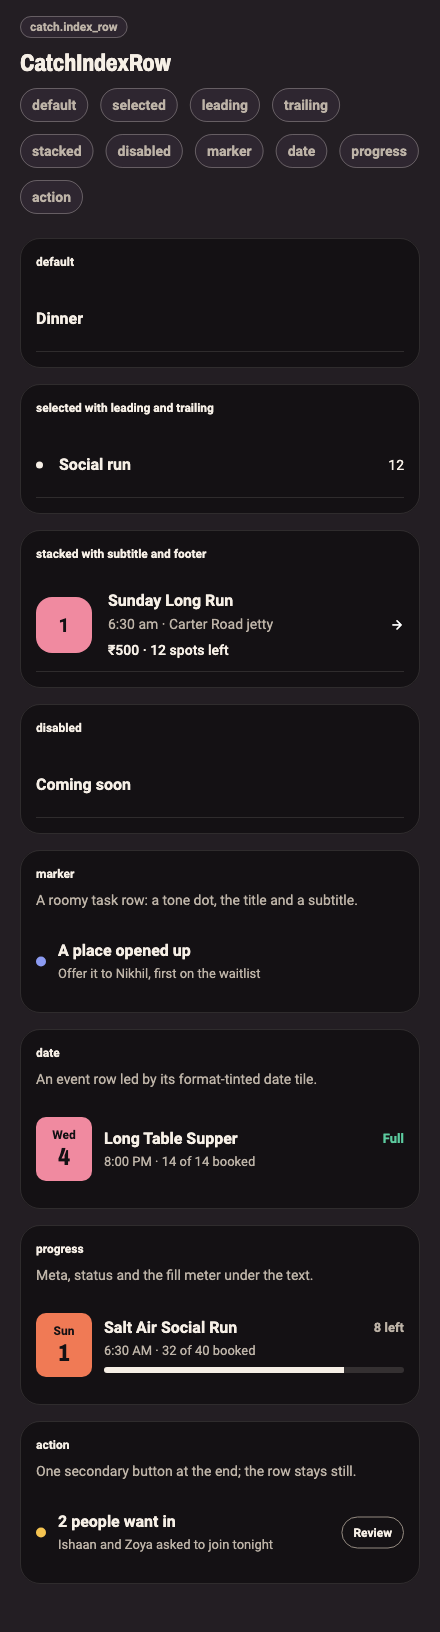 catch.index_row
CatchIndexRow
default
selected
leading
trailing
stacked
disabled
marker
date
progress
action
default
Dinner
selected with leading and trailing
Social run
12
stacked with subtitle and footer
1
Sunday Long Run
6:30 am · Carter Road jetty
₹500 · 12 spots left
disabled
Coming soon
marker
A roomy task row: a tone dot, the title and a subtitle.
A place opened up
Offer it to Nikhil, first on the waitlist
date
An event row led by its format-tinted date tile.
Wed
4
Long Table Supper
8:00 PM · 14 of 14 booked
Full
progress
Meta, status and the fill meter under the text.
Sun
1
Salt Air Social Run
6:30 AM · 32 of 40 booked
8 left
action
One secondary button at the end; the row stays still.
2 people want in
Ishaan and Zoya asked to join tonight
Review